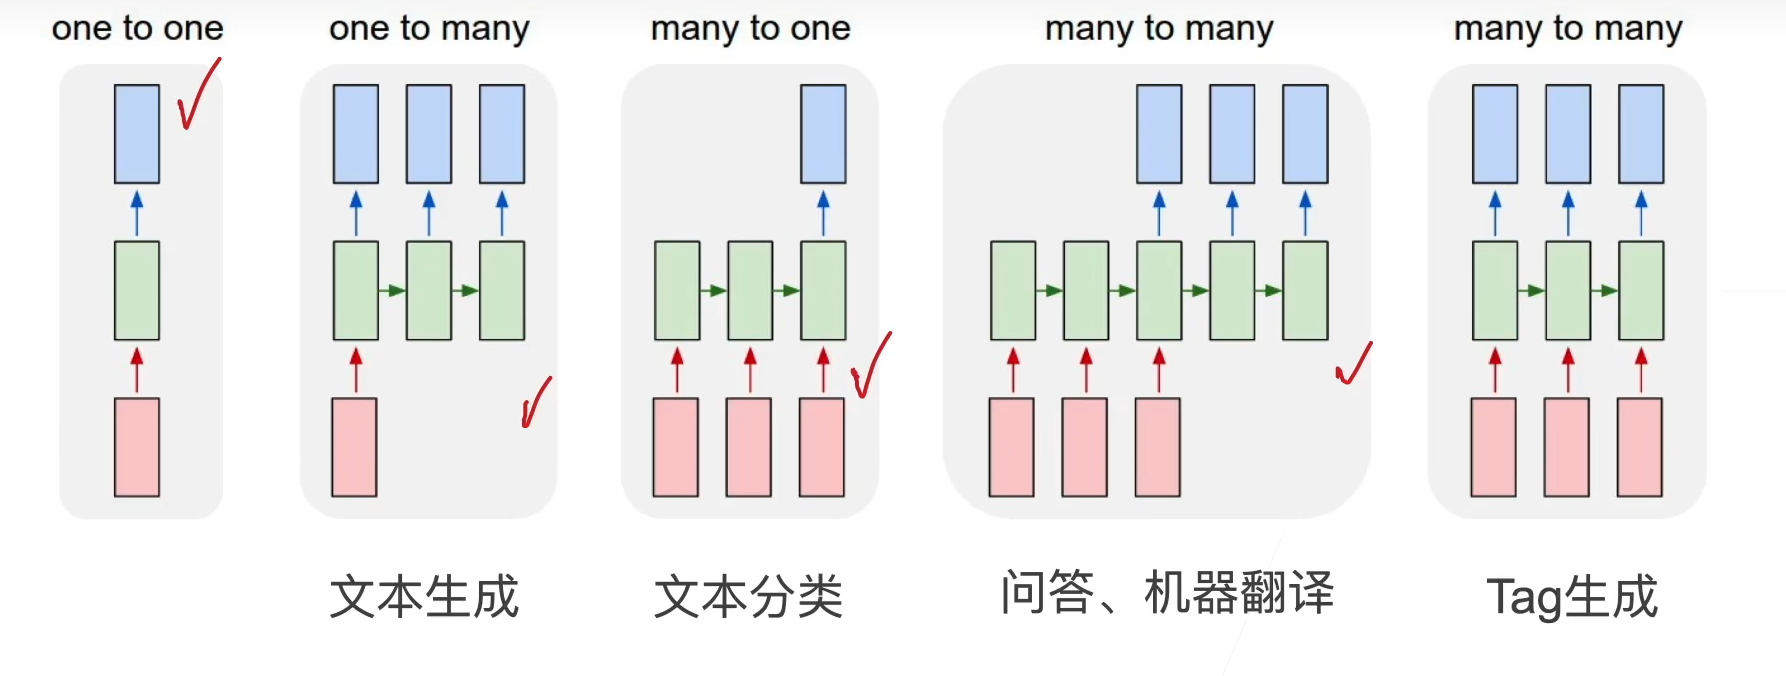 one to one
one to many
many to one
many to many
many to many
文本生成
文本分类
问答、机器翻译
Tag生成